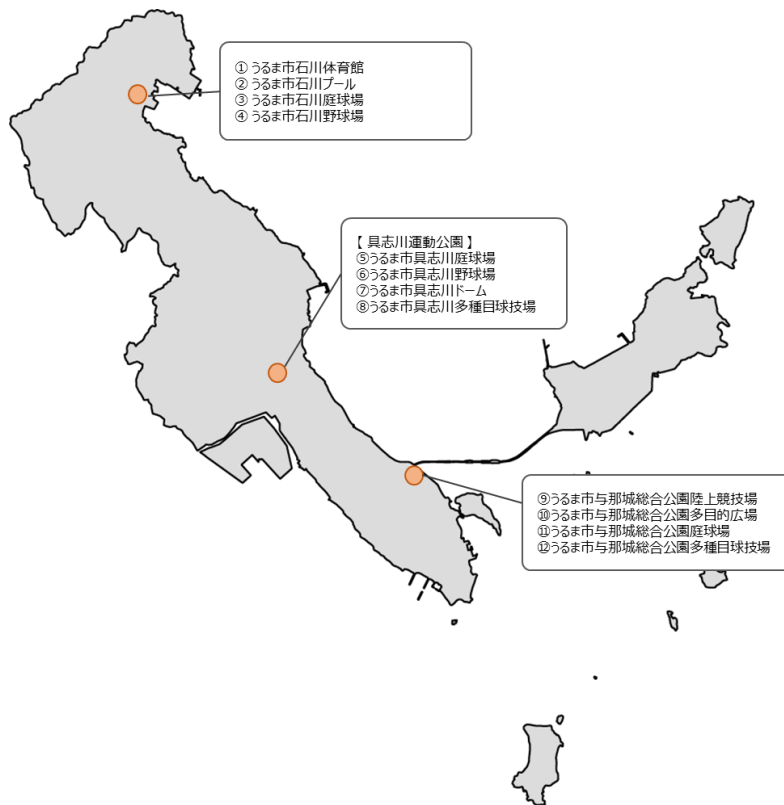 ① うるま市石川体育館
② うるま市石川プール
③ うるま市石川庭球場
④ うるま市石川野球場
【 具志川運動公園 】
⑤うるま市具志川庭球場
⑥うるま市具志川野球場
⑦うるま市具志川ドーム
⑧うるま市具志川多種目球技場
⑨うるま市与那城総合公園陸上競技場
⑩うるま市与那城総合公園多目的広場
⑪うるま市与那城総合公園庭球場
⑫うるま市与那城総合公園多種目球技場